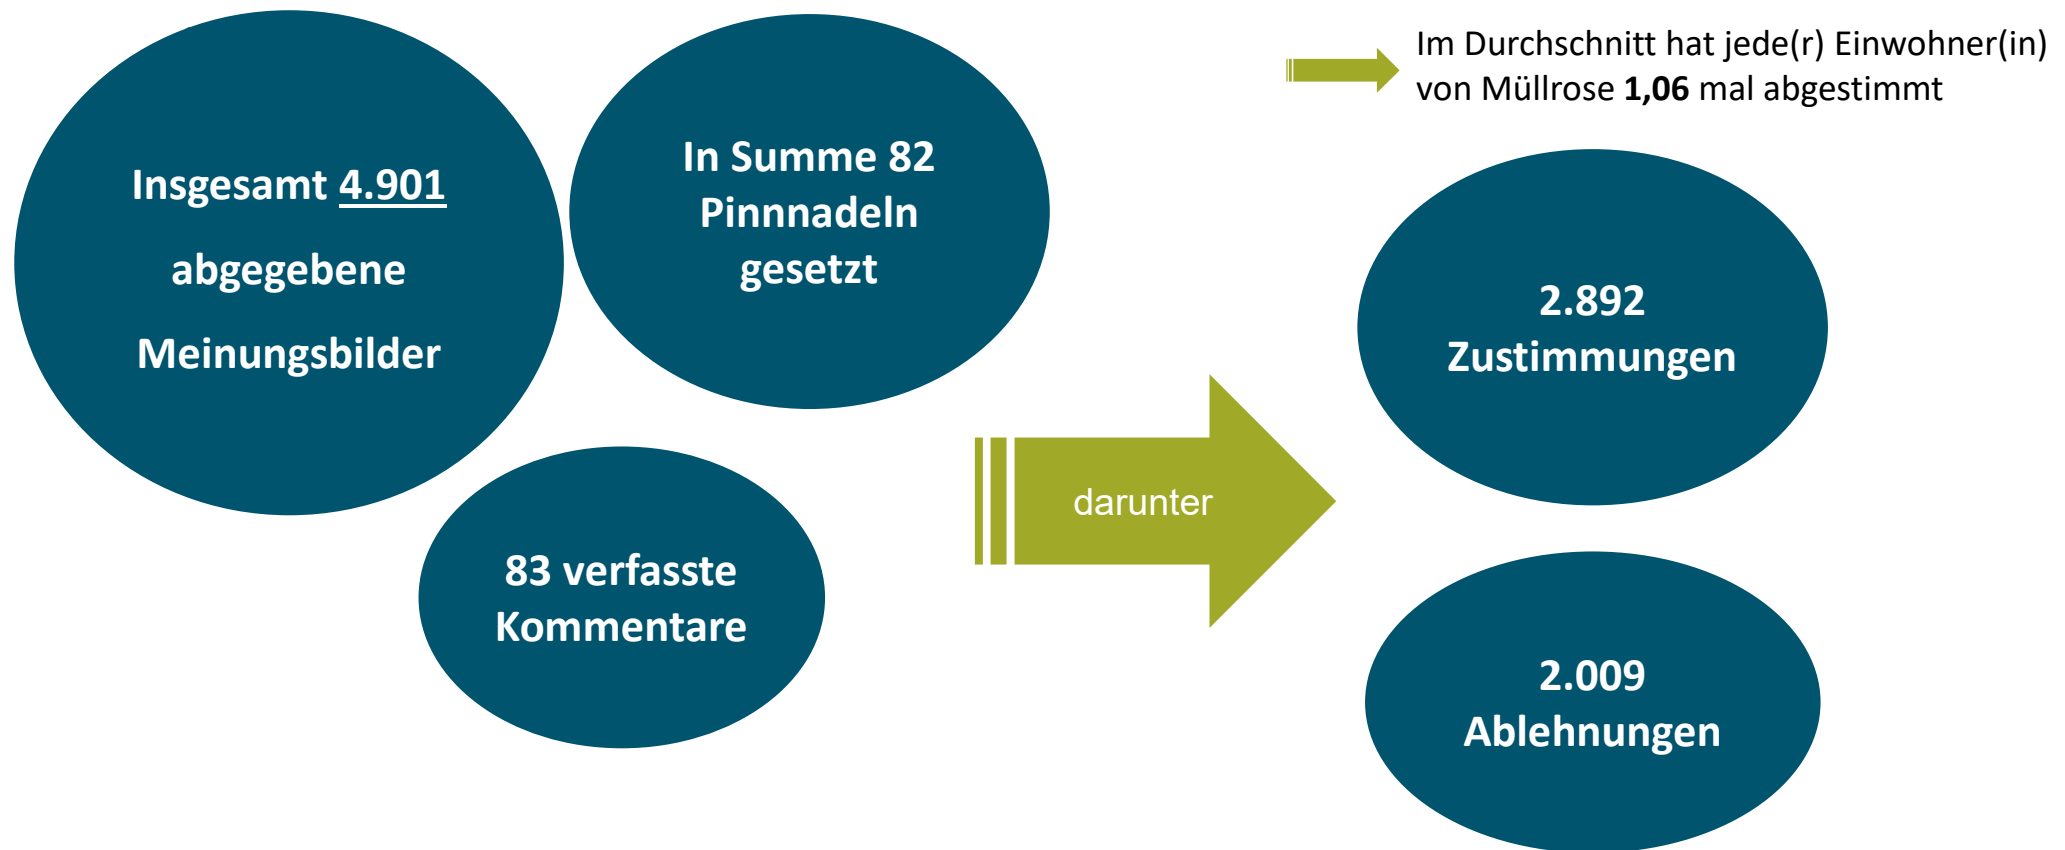 Insgesamt 4.901
abgegebene
Meinungsbilder
In Summe 82
Pinnnadeln
gesetzt
83 verfasste
Kommentare
darunter
Im Durchschnitt hat jede(r) Einwohner(in)
von Müllrose 1,06 mal abgestimmt
2.892
Zustimmungen
2.009
Ablehnungen